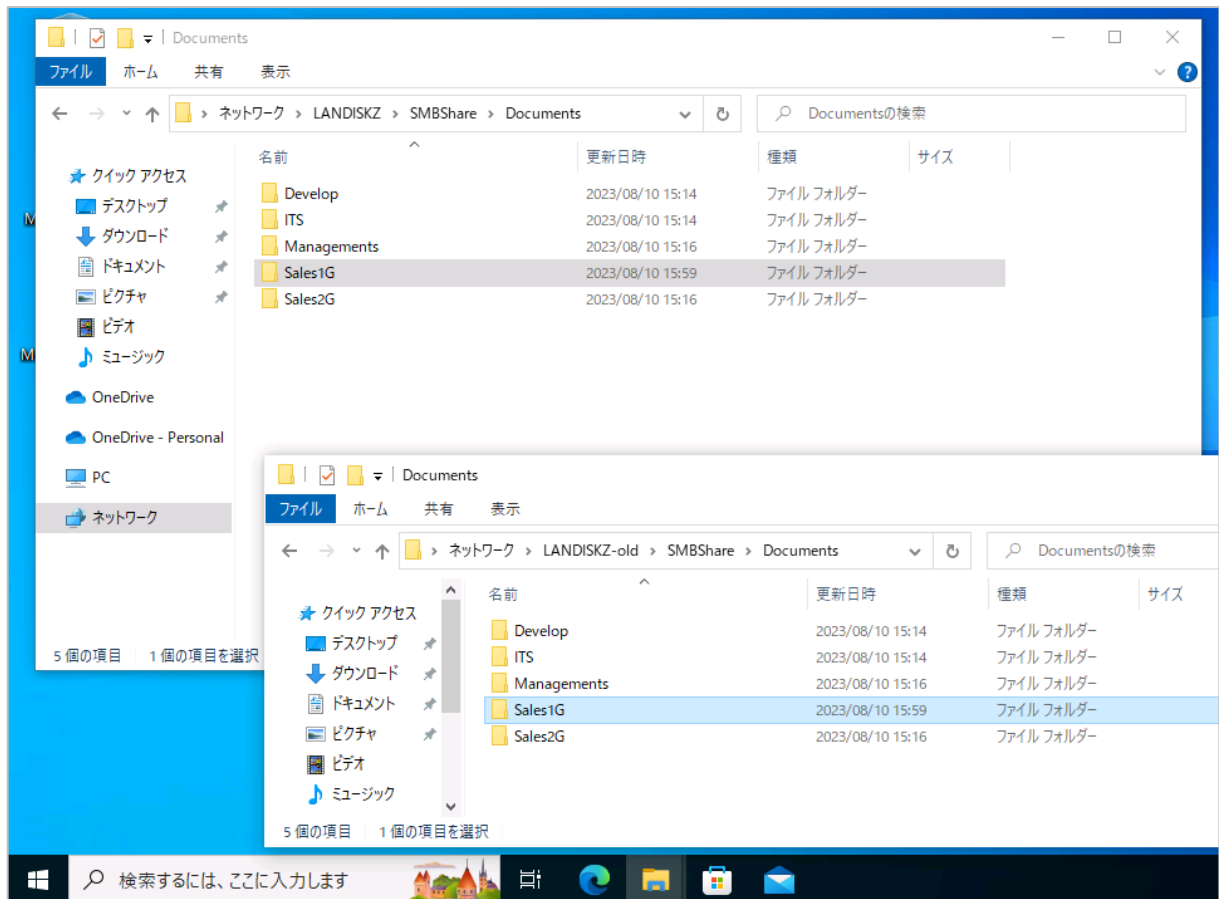 Documents
ファイル ホーム 共有 表示
ネットワーク > LANDISKZ > SMBShare > Documents Documentsの検索
名前 更新日時 種類 サイズ
クイック アクセス
デスクトップ
ダウンロード
ドキュメント
ピクチャ
ビデオ
ミュージック
OneDrive
OneDrive - Personal
PC
ネットワーク
Develop 2023/08/10 15:14 ファイル フォルダー
ITS 2023/08/10 15:14 ファイル フォルダー
Managements 2023/08/10 15:16 ファイル フォルダー
Sales1G 2023/08/10 15:59 ファイル フォルダー
Sales2G 2023/08/10 15:16 ファイル フォルダー
5 個の項目 1 個の項目を選択
M
M
Documents
ファイル ホーム 共有 表示
ネットワーク > LANDISKZ-old > SMBShare > Documents Documentsの検索
名前 更新日時 種類 サイズ
クイック アクセス
デスクトップ
ダウンロード
ドキュメント
ピクチャ
ビデオ
ミュージック
Develop 2023/08/10 15:14 ファイル フォルダー
ITS 2023/08/10 15:14 ファイル フォルダー
Managements 2023/08/10 15:16 ファイル フォルダー
Sales1G 2023/08/10 15:59 ファイル フォルダー
Sales2G 2023/08/10 15:16 ファイル フォルダー
5 個の項目 1 個の項目を選択
検索するには、ここに入力します